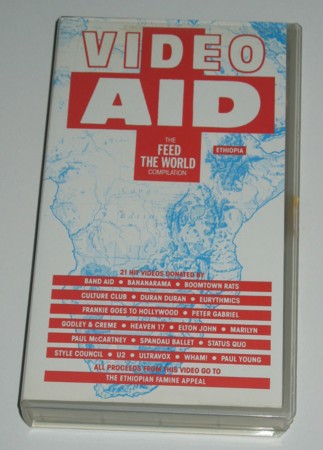 VIDEO
AID
THE
FEED
THE WORLD
COMPILATION
ETHIOPIA
21 HIT VIDEOS DONATED BY
BAND AID • BANANARAMA • BOOMTOWN RATS
CULTURE CLUB • DURAN DURAN • EURYTHMICS
FRANKIE GOES TO HOLLYWOOD • PETER GABRIEL
GODLEY & CREME • HEAVEN 17 • ELTON JOHN • MARILYN
PAUL McCARTNEY • SPANDAU BALLET • STATUS QUO
STYLE COUNCIL • U2 • ULTRAVOX • WHAM! • PAUL YOUNG
ALL PROCEEDS FROM THIS VIDEO GO TO
THE ETHIOPIAN FAMINE APPEAL